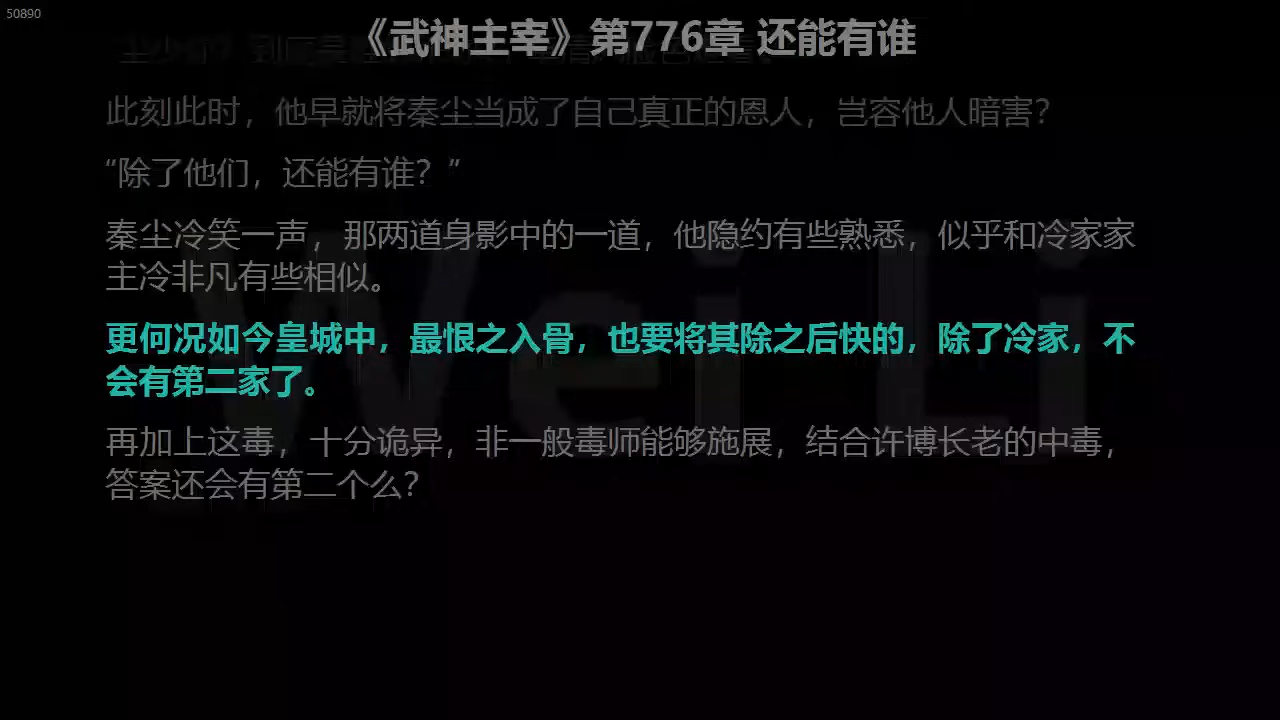 50890
《武神主宰》第776章 还能有谁
此刻此时，他早就将秦尘当成了自己真正的恩人，岂容他人暗害？
“除了他们，还能有谁？”
秦尘冷笑一声，那两道身影中的一道，他隐约有些熟悉，似乎和冷家家
主冷非凡有些相似。
更何况如今皇城中，最恨之入骨，也要将其除之后快的，除了冷家，不
会有第二家了。
再加上这毒，十分诡异，非一般毒师能够施展，结合许博长老的中毒，
答案还会有第二个么？
Wei Li